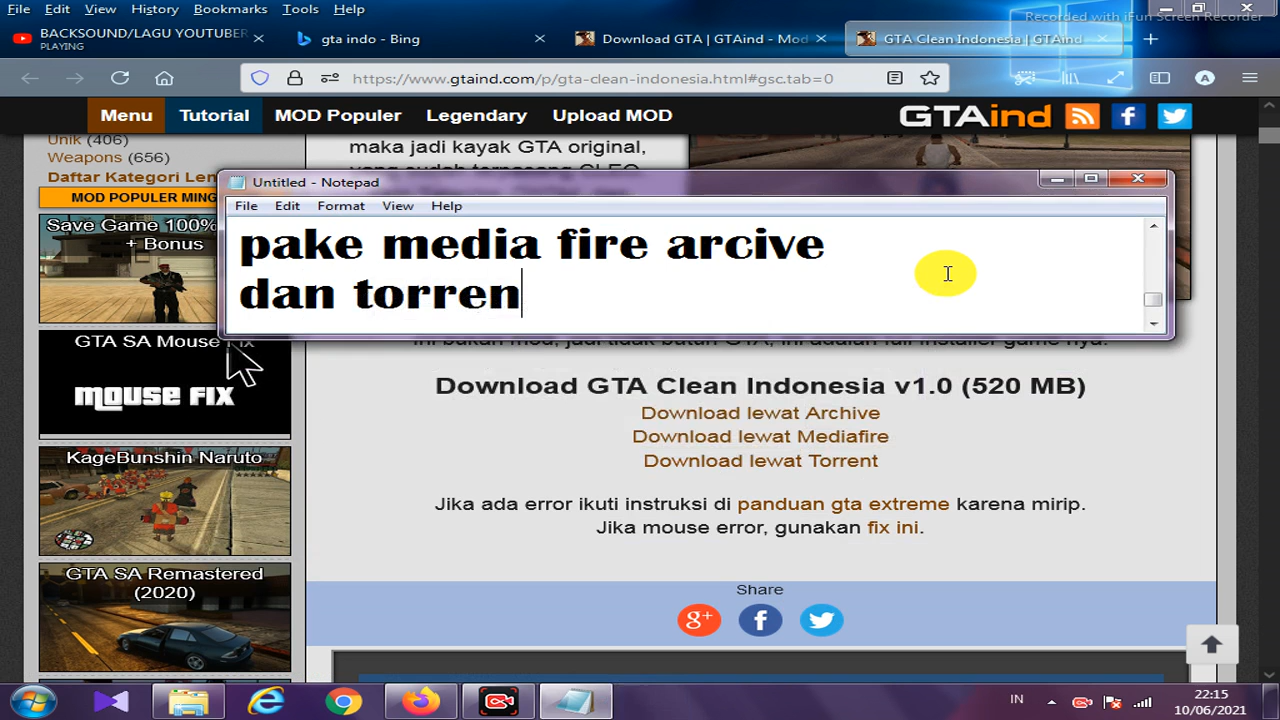 File Edit View History Bookmarks Tools Help
Recorded with iFun Screen Recorder
BACKSOUND/LAGU YOUTUBER
PLAYING
gta indo - Bing
Download GTA | GTAind - Mod
GTA Clean Indonesia | GTAind
https://www.gtaind.com/p/gta-clean-indonesia.html#gsc.tab=0
Menu Tutorial MOD Populer Legendary Upload MOD GTAind
Unik (406)
Weapons (656)
Daftar Kategori Len
MOD POPULER MING
maka jadi kayak GTA original,
Untitled - Notepad
File Edit Format View Help
pake media fire arcive
dan torren
Save Game 100%
+ Bonus
GTA SA Mouse Fix
MOUSE FIX
KageBunshin Naruto
GTA SA Remastered
(2020)
Download GTA Clean Indonesia v1.0 (520 MB)
Download lewat Archive
Download lewat Mediafire
Download lewat Torrent
Jika ada error ikuti instruksi di panduan gta extreme karena mirip.
Jika mouse error, gunakan fix ini.
Share
IN
22:15
10/06/2021